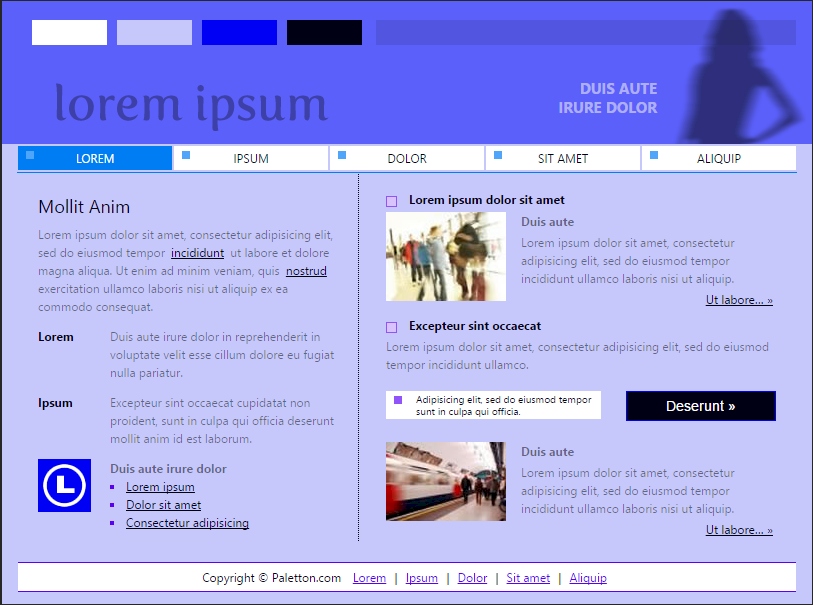 lorem ipsum
DUIS AUTE
IRURE DOLOR
LOREM
IPSUM
DOLOR
SIT AMET
ALIQUIP
Mollit Anim
Lorem ipsum dolor sit amet, consectetur adipisicing elit,
sed do eiusmod tempor incididunt ut labore et dolore
magna aliqua. Ut enim ad minim veniam, quis nostrud
exercitation ullamco laboris nisi ut aliquip ex ea
commodo consequat.
Lorem
Duis aute irure dolor in reprehenderit in
voluptate velit esse cillum dolore eu fugiat
nulla pariatur.
Ipsum
Excepteur sint occaecat cupidatat non
proident, sunt in culpa qui officia deserunt
mollit anim id est laborum.
L
Duis aute irure dolor
Lorem ipsum
Dolor sit amet
Consectetur adipisicing
Lorem ipsum dolor sit amet
Duis aute
Lorem ipsum dolor sit amet, consectetur
adipisicing elit, sed do eiusmod tempor
incididunt ullamco laboris nisi ut aliquip.
Ut labore... »
Excepteur sint occaecat
Lorem ipsum dolor sit amet, consectetur adipisicing elit, sed do eiusmod
tempor incididunt ullamco.
Adipisicing elit, sed do eiusmod tempor
sunt in culpa qui officia.
Deserunt »
Duis aute
Lorem ipsum dolor sit amet, consectetur
adipisicing elit, sed do eiusmod tempor
incididunt ullamco laboris nisi ut aliquip.
Ut labore... »
Copyright © Paletton.com Lorem | Ipsum | Dolor | Sit amet | Aliquip